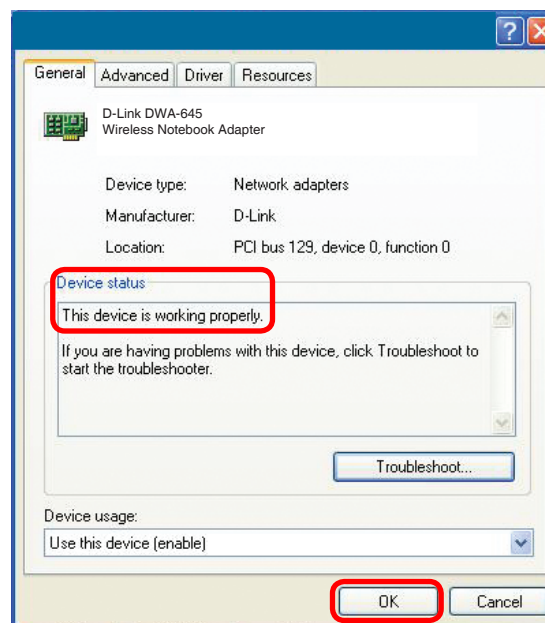 General Advanced Driver Resources
D-Link DWA-645
Wireless Notebook Adapter
Device type: Network adapters
Manufacturer: D-Link
Location: PCI bus 129, device 0, function 0
Device status
This device is working properly.
If you are having problems with this device, click Troubleshoot to
start the troubleshooter.
Troubleshoot...
Device usage:
Use this device (enable)
OK Cancel